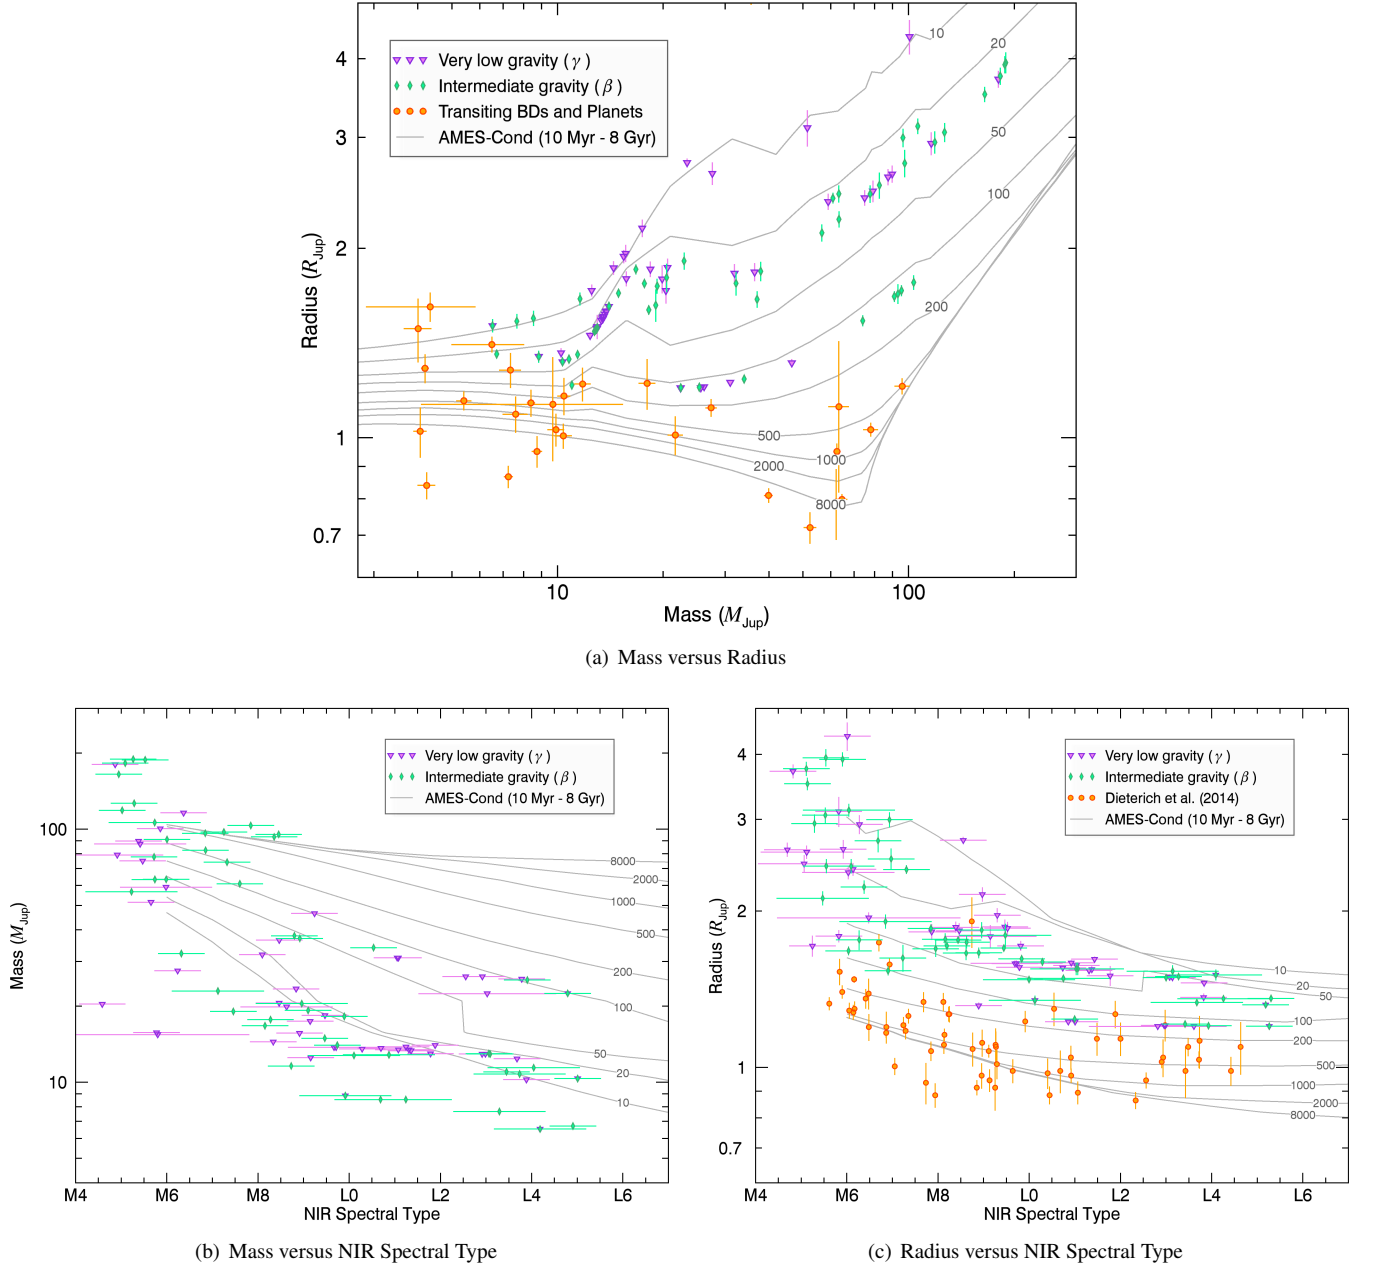 Very low gravity ( γ )
Intermediate gravity ( β )
Transiting BDs and Planets
AMES-Cond (10 Myr - 8 Gyr)
10
20
50
100
200
500
1000
2000
8000
4
3
2
1
0.7
Radius (RJup)
10
100
Mass (MJup)
(a) Mass versus Radius
Very low gravity ( γ )
Intermediate gravity ( β )
AMES-Cond (10 Myr - 8 Gyr)
8000
2000
1000
500
200
100
50
20
10
100
10
Mass (MJup)
M4 M6 M8 L0 L2 L4 L6
NIR Spectral Type
(b) Mass versus NIR Spectral Type
Very low gravity ( γ )
Intermediate gravity ( β )
Dieterich et al. (2014)
AMES-Cond (10 Myr - 8 Gyr)
10
20
50
100
200
500
1000
2000
8000
4
3
2
1
0.7
Radius (RJup)
M4 M6 M8 L0 L2 L4 L6
NIR Spectral Type
(c) Radius versus NIR Spectral Type